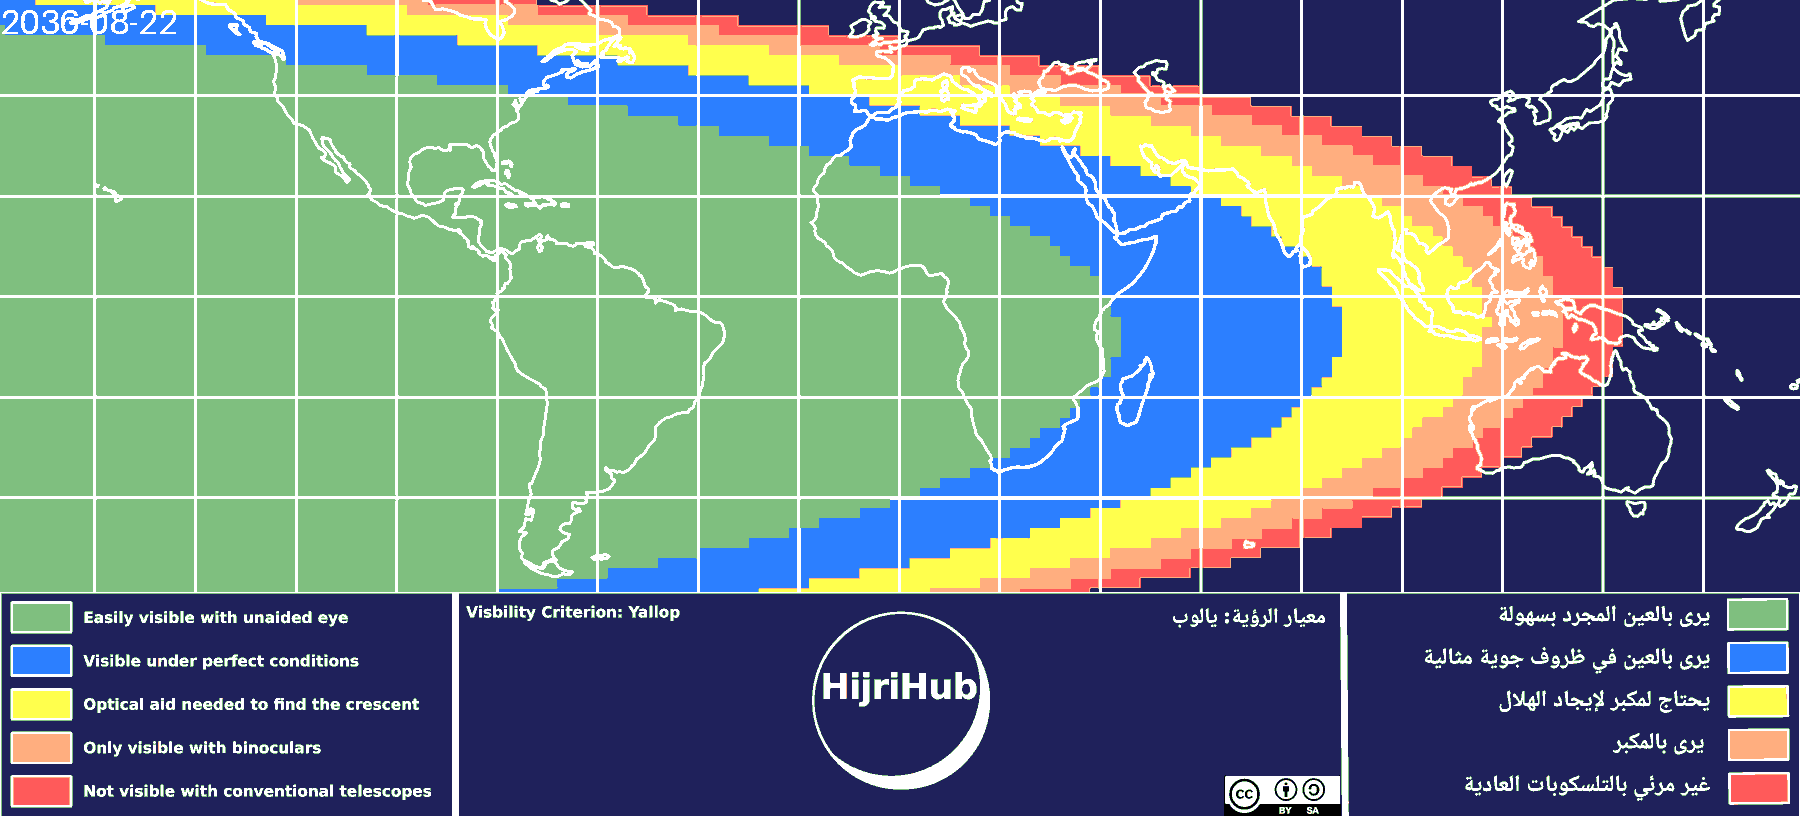 2036-08-22
Easily visible with unaided eye
Visible under perfect conditions
Optical aid needed to find the crescent
Only visible with binoculars
Not visible with conventional telescopes
Visbility Criterion: Yallop
معيار الرؤية: يالوب
HijriHub
cc
BY SA
يرى بالعين المجرد بسهولة
يرى بالعين في ظروف جوية مثالية
يحتاج لمكبر لإيجاد الهلال
يرى بالمكبر
غير مرئي بالتلسكوبات العادية